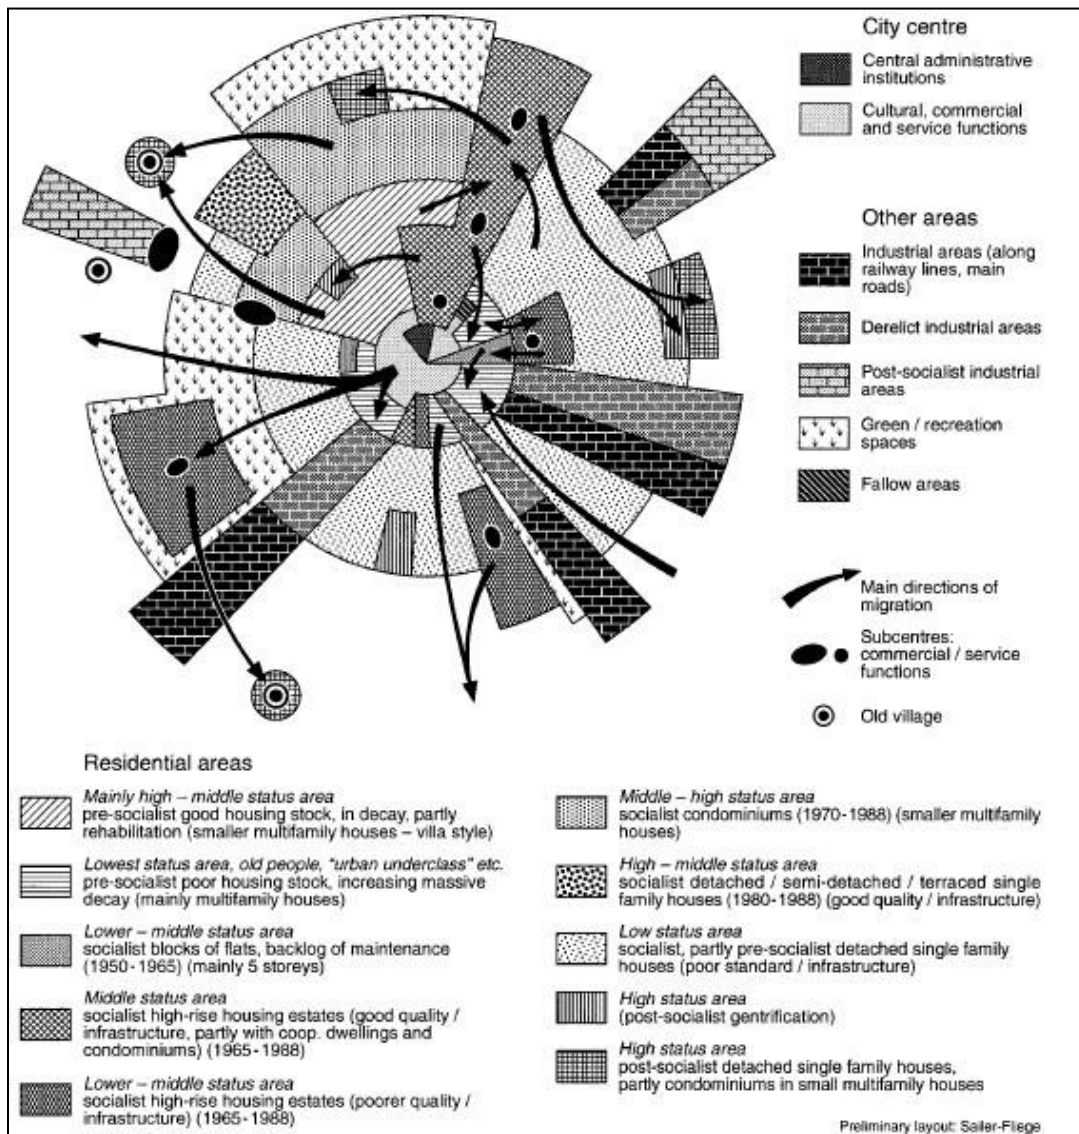 City centre
Central administrative
institutions
Cultural, commercial
and service functions
Other areas
Industrial areas (along
railway lines, main
roads)
Derelict industrial areas
Post-socialist industrial
areas
Green / recreation
spaces
Fallow areas
Main directions of
migration
Subcentres:
commercial / service
functions
Old village
Residential areas
Mainly high – middle status area
pre-socialist good housing stock, in decay, partly
rehabilitation (smaller multifamily houses – villa style)
Lowest status area, old people, "urban underclass" etc.
pre-socialist poor housing stock, increasing massive
decay (mainly multifamily houses)
Lower – middle status area
socialist blocks of flats, backlog of maintenance
(1950-1965) (mainly 5 storeys)
Middle status area
socialist high-rise housing estates (good quality /
infrastructure, partly with coop. dwellings and
condominiums) (1965-1988)
Lower – middle status area
socialist high-rise housing estates (poorer quality /
infrastructure) (1965-1988)
Middle – high status area
socialist condominiums (1970-1988) (smaller multifamily
houses)
High – middle status area
socialist detached / semi-detached / terraced single
family houses (1980-1988) (good quality / infrastructure)
Low status area
socialist, partly pre-socialist detached single family
houses (poor standard / infrastructure)
High status area
(post-socialist gentrification)
High status area
post-socialist detached single family houses,
partly condominiums in small multifamily houses
Preliminary layout: Sailer-Fliege